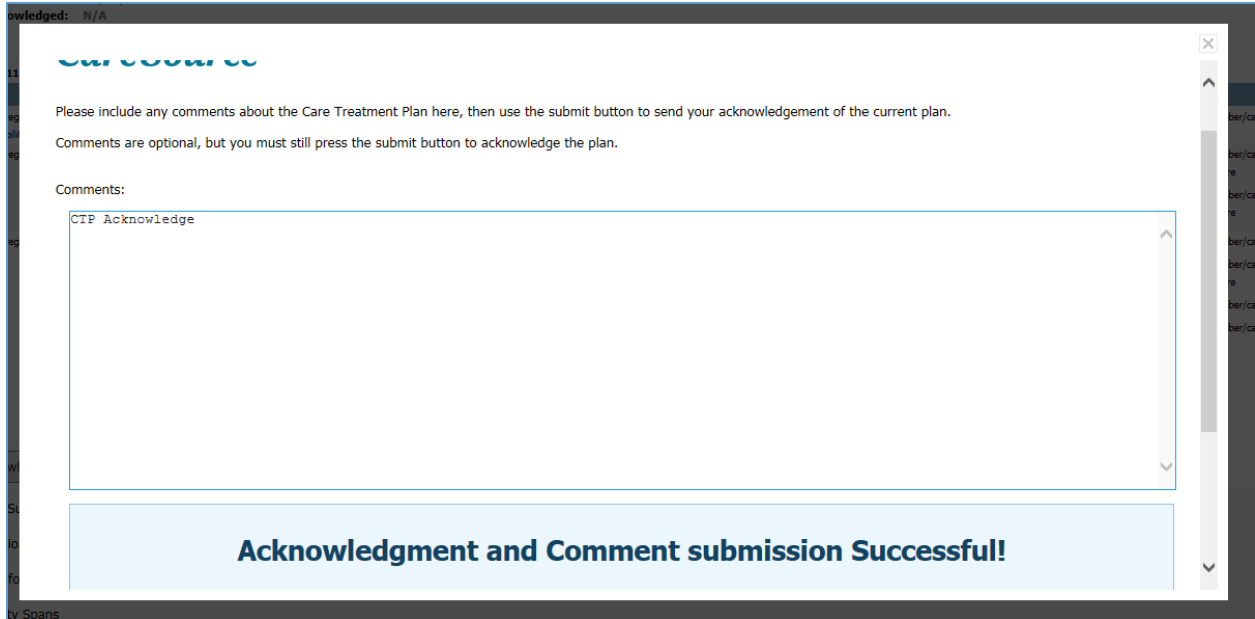 owledged: N/A
CareSource
Please include any comments about the Care Treatment Plan here, then use the submit button to send your acknowledgement of the current plan.
Comments are optional, but you must still press the submit button to acknowledge the plan.
Comments:
CTP Acknowledge
Acknowledgment and Comment submission Successful!
ty Spans